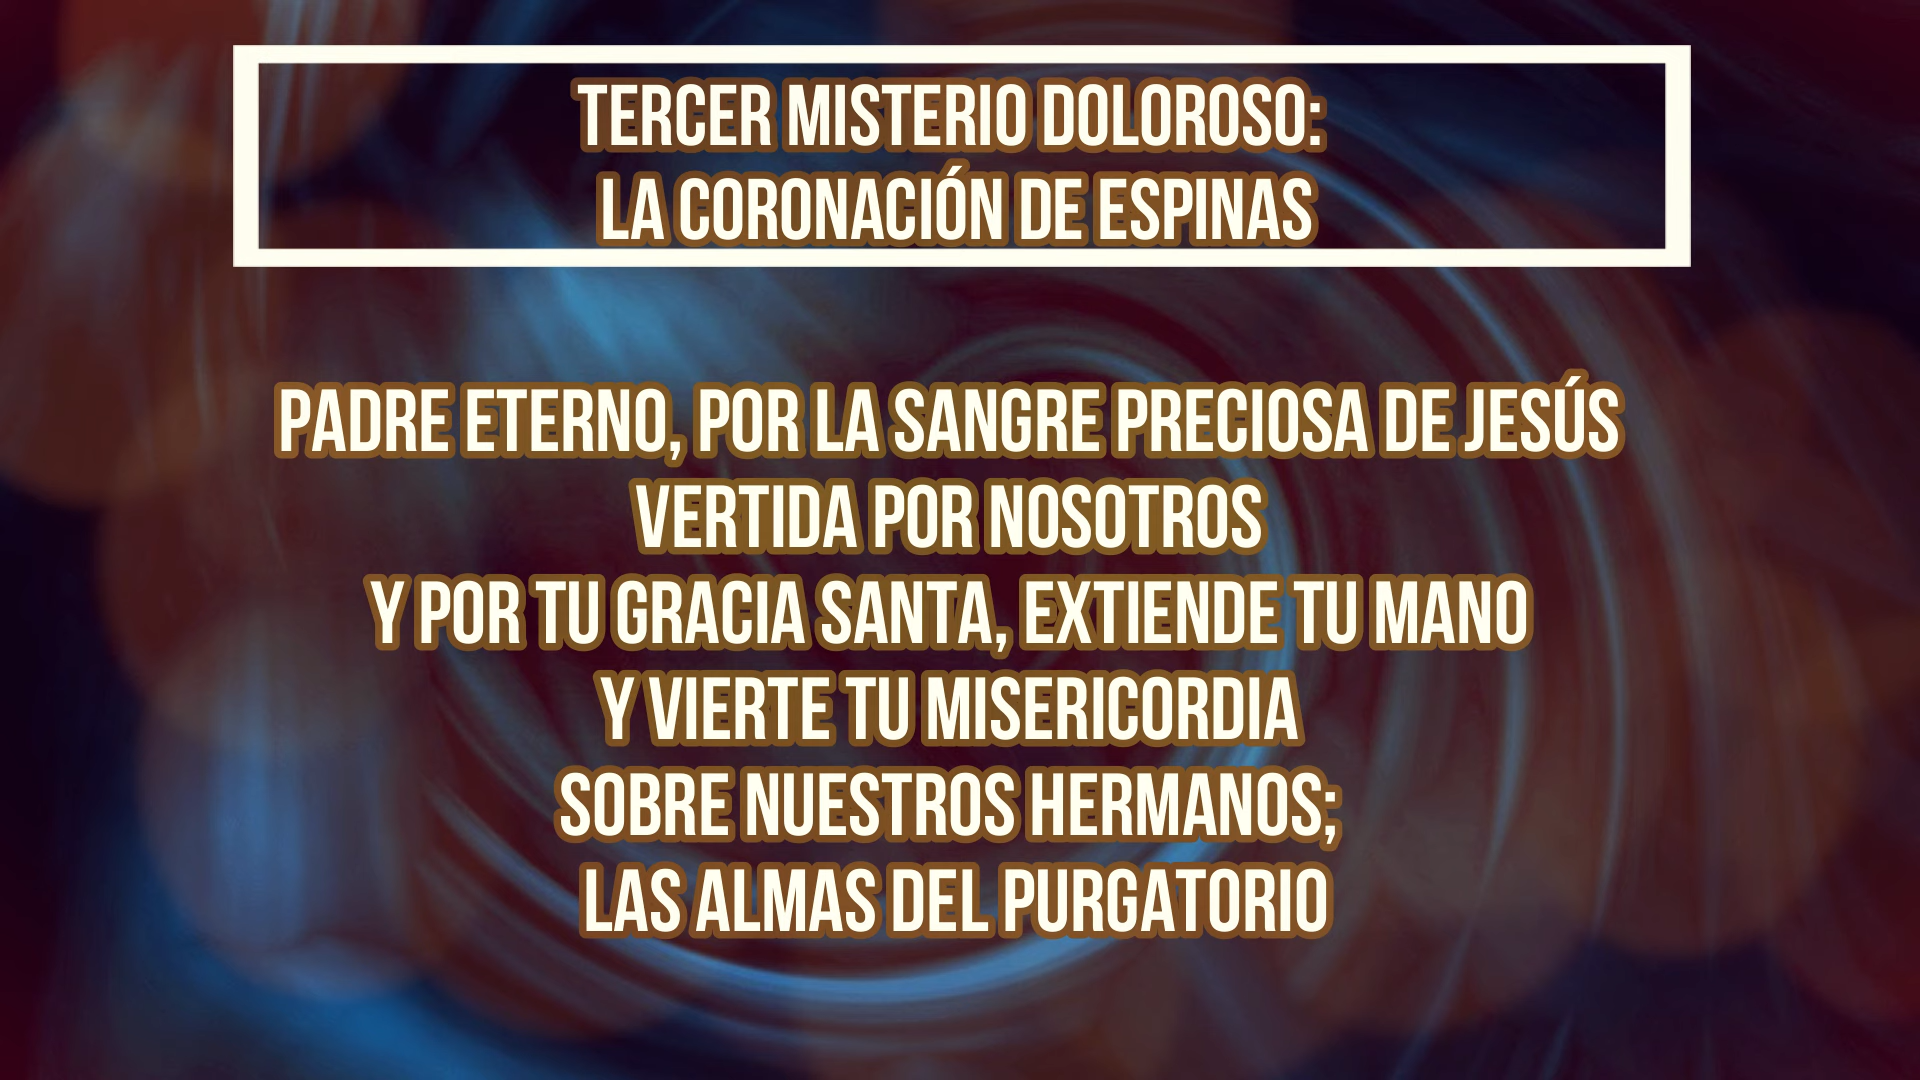 TERCER MISTERIO DOLOROSO:
LA CORONACIÓN DE ESPINAS
PADRE ETERNO, POR LA SANGRE PRECIOSA DE JESÚS
VERTIDA POR NOSOTROS
Y POR TU GRACIA SANTA, EXTIENDE TU MANO
Y VIERTE TU MISERICORDIA
SOBRE NUESTROS HERMANOS;
LAS ALMAS DEL PURGATORIO